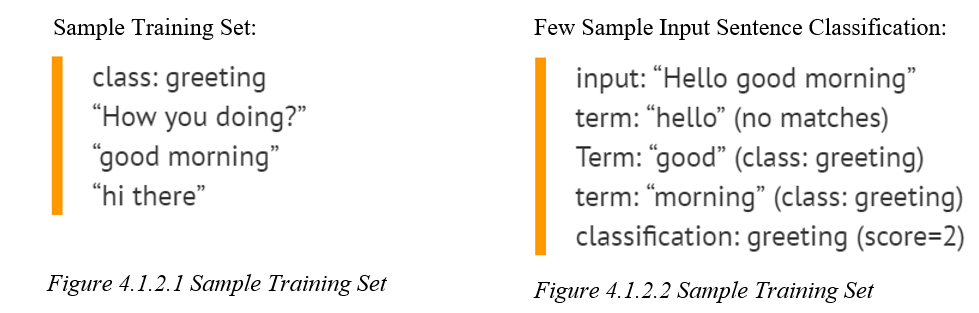 Sample Training Set:
class: greeting
“How you doing?”
“good morning”
“hi there”
Figure 4.1.2.1 Sample Training Set
Few Sample Input Sentence Classification:
input: “Hello good morning”
term: “hello” (no matches)
Term: “good” (class: greeting)
term: “morning” (class: greeting)
classification: greeting (score=2)
Figure 4.1.2.2 Sample Training Set